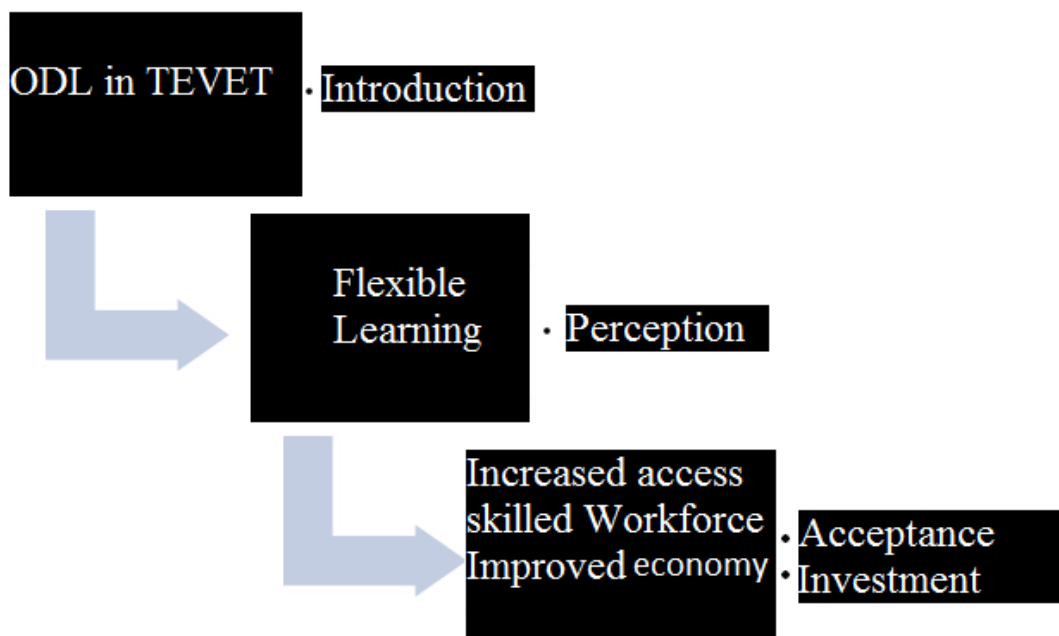 ODL in TEVET
• Introduction
Flexible
Learning
• Perception
Increased access
skilled Workforce
Improved economy
• Acceptance
• Investment